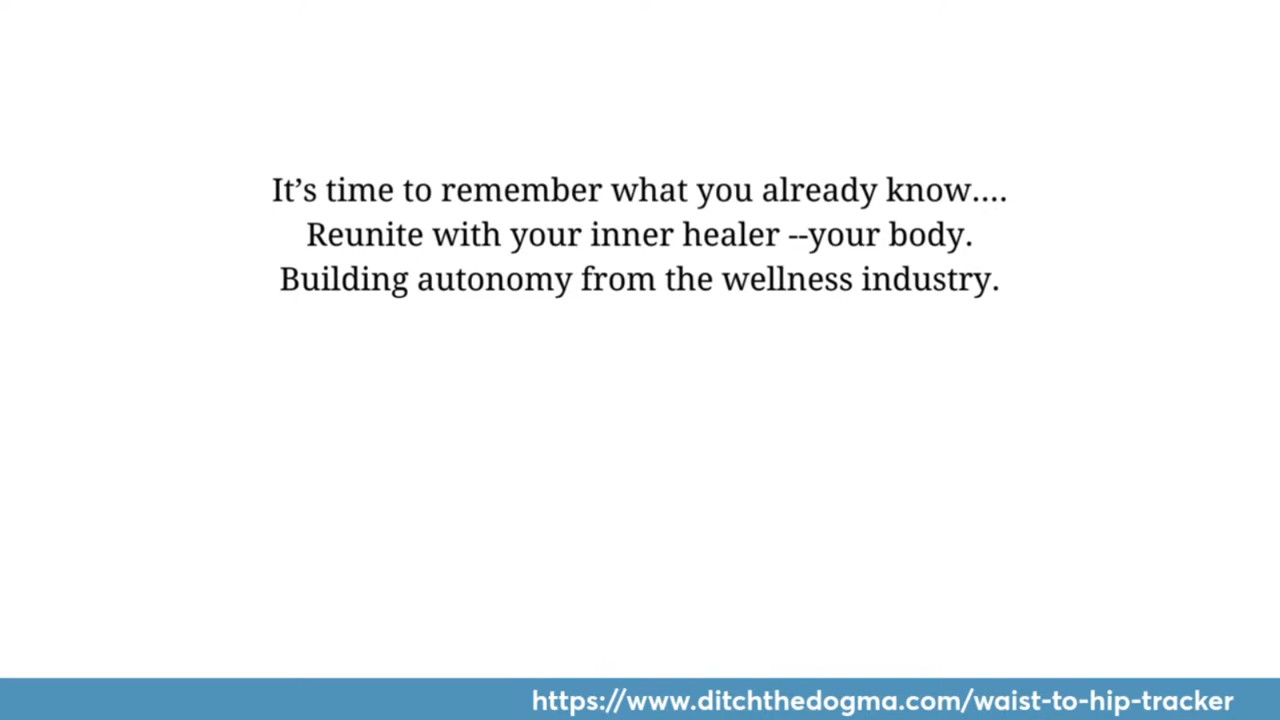 It’s time to remember what you already know....
Reunite with your inner healer --your body.
Building autonomy from the wellness industry.
https://www.ditchthedogma.com/waist-to-hip-tracker